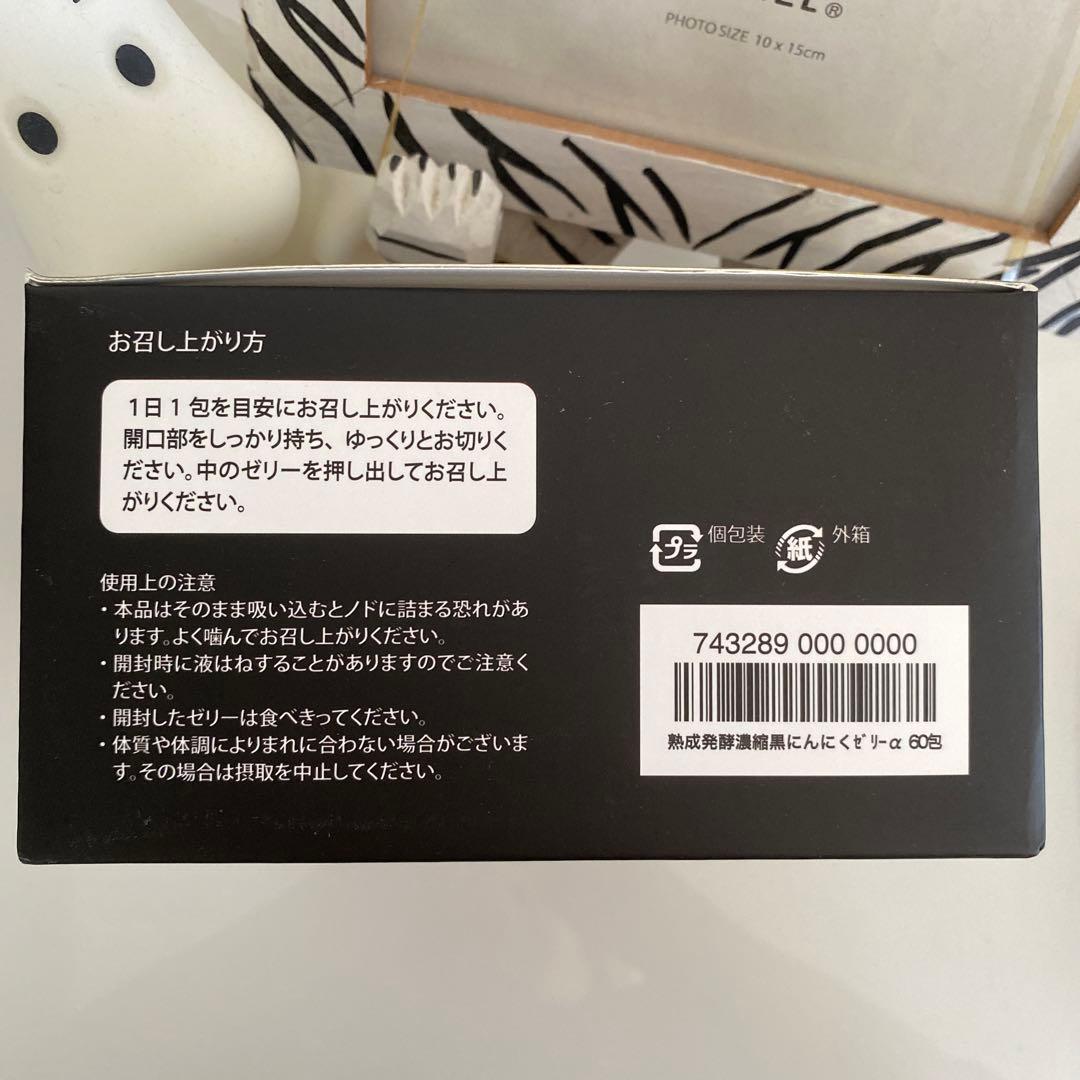 PHOTO SIZE 10 x 15cm
お召し上がり方
1日1包を目安にお召し上がりください。
開口部をしっかり持ち、ゆっくりとお切りく
ださい。中のゼリーを押し出してお召し上
がりください。
使用上の注意
・本品はそのまま吸い込むとノドに詰まる恐れがあ
ります。よく噛んでお召し上がりください。
・開封時に液はねすることがありますのでご注意く
ださい。
・開封したゼリーは食べきってください。
・体質や体調によりまれに合わない場合がございま
す。その場合は摂取を中止してください。
プラ 個包装 紙 外箱
743289 000 0000
熟成発酵濃縮黒にんにくゼリーα 60包